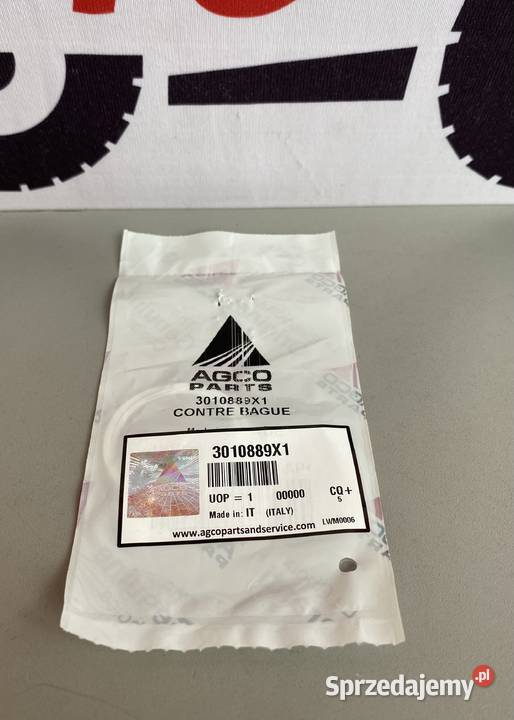 AGCO
PARTS
3010889X1
CONTRE BAGUE
3010889X1
UOP = 1 00000 CQ+
5
Made in: IT (ITALY) LWM0006
www.agcopartsandservice.com
Sprzedajemy.pl